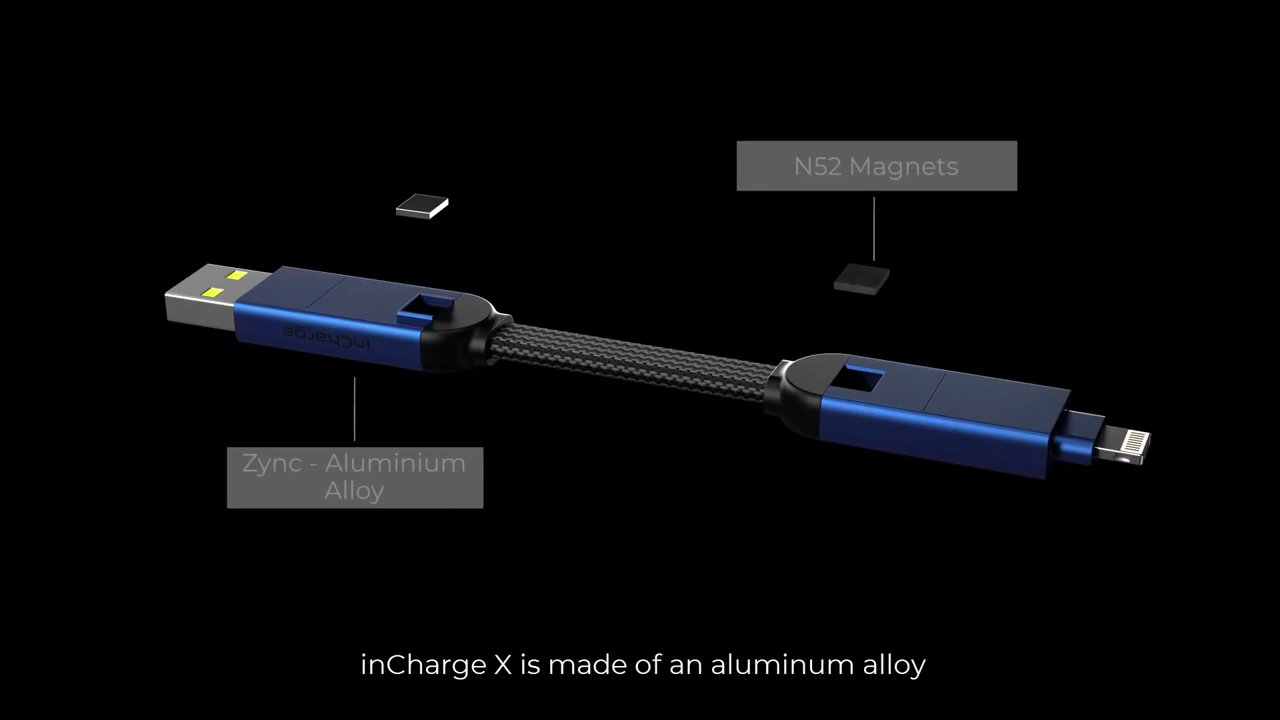 N52 Magnets
inCharge
Zync - Aluminium
Alloy
inCharge X is made of an aluminum alloy